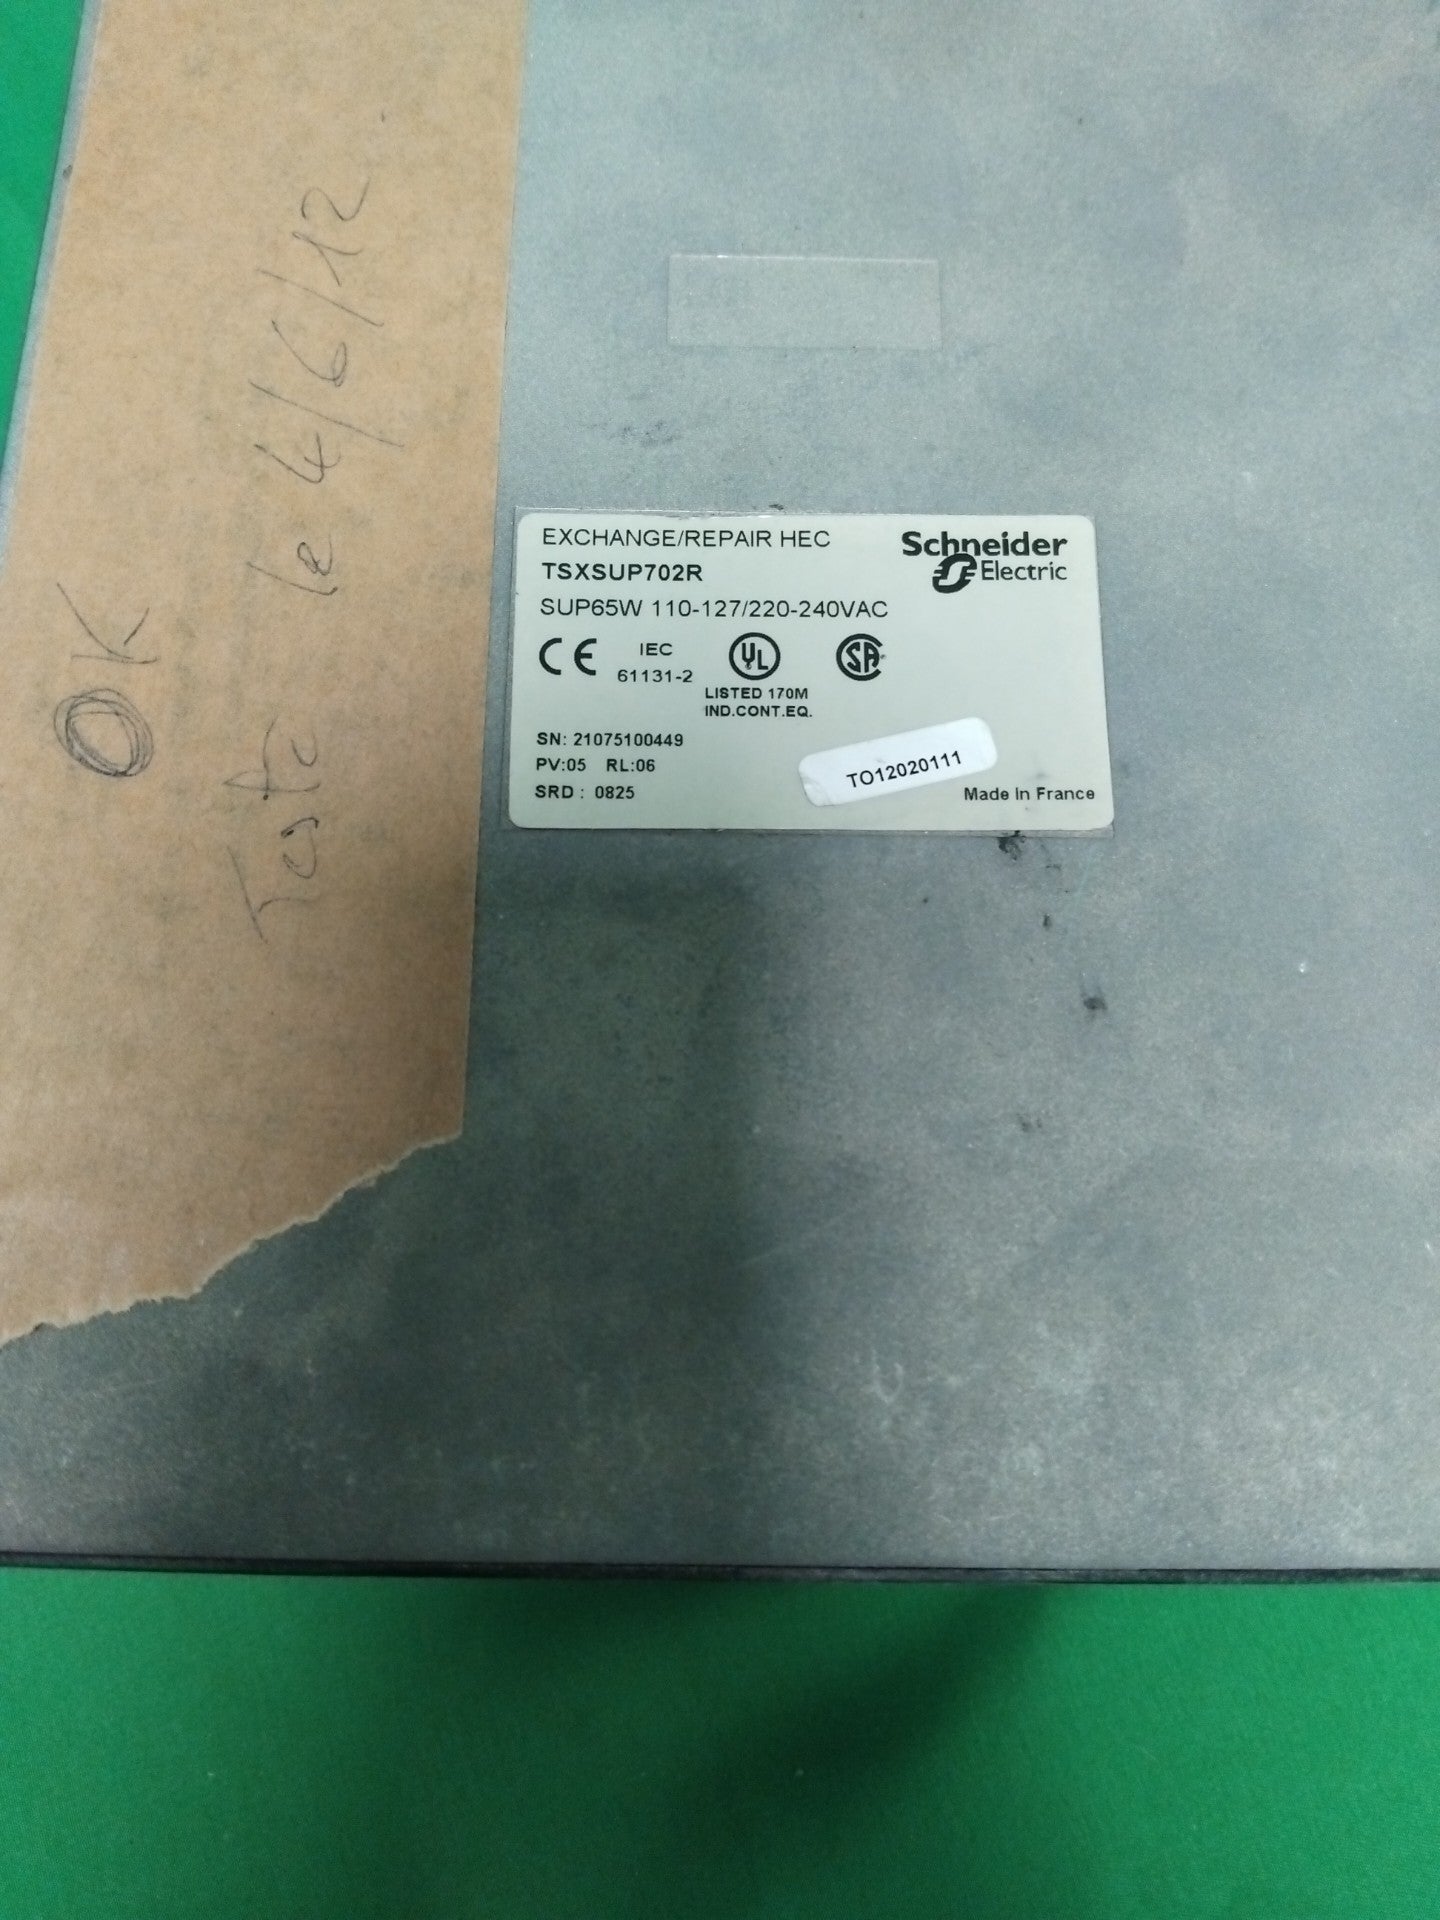 OK
Testé le 4/6/12
EXCHANGE/REPAIR HEC
Schneider
Electric
TSXSUP702R
SUP65W 110-127/220-240VAC
CE
IEC
61131-2
UL
LISTED 170M
IND.CONT.EQ.
SA
SN: 21075100449
PV:05 RL:06
SRD : 0825
TO12020111
Made in France